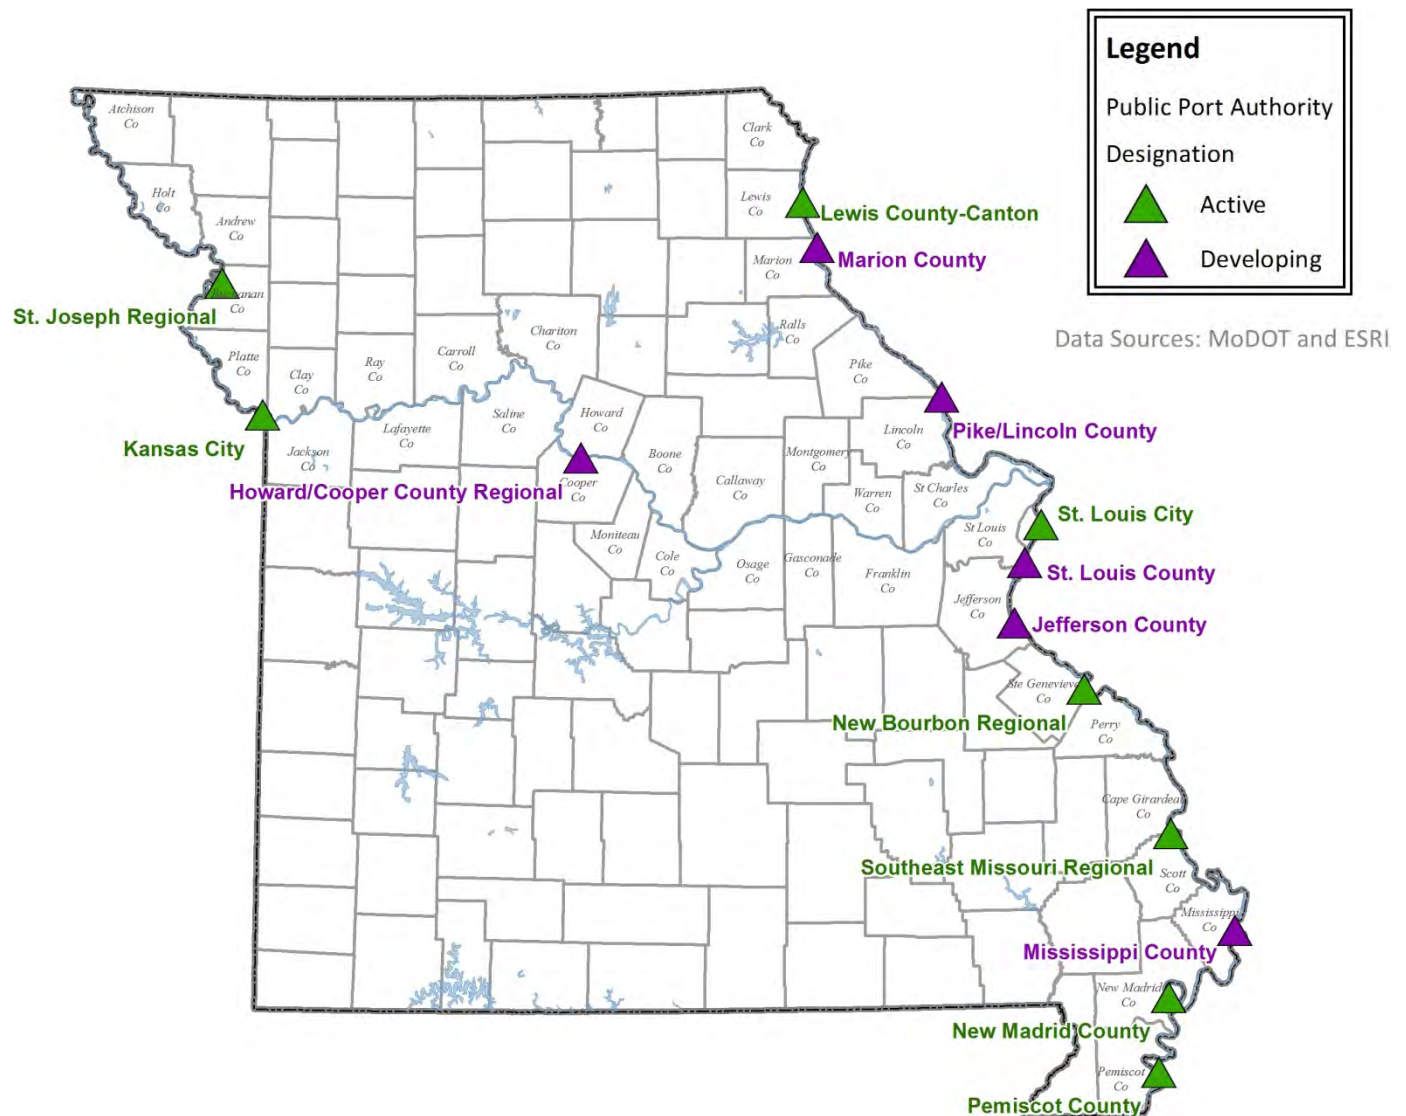 Legend
Public Port Authority
Designation
Active
Developing
Data Sources: MoDOT and ESRI
Atchison
Co
Clark
Co
Holt
Co
Lewis
Co
Andrew
Co
Lewis County-Canton
Marion
Co
Marion County
Co
St. Joseph Regional
Chariton
Co
Ralls
Co
Platte
Co
Clay
Co
Ray
Co
Carroll
Co
Pike
Co
Saline
Co
Howard
Co
Lafayette
Co
Lincoln
Co
Pike/Lincoln County
Kansas City
Jackson
Co
Boone
Co
Montgomery
Co
Howard/Cooper County Regional
Cooper
Co
Callaway
Co
Warren
Co
St Charles
Co
St. Louis City
St Louis
Co
Moniteau
Co
Cole
Co
Osage
Co
Gasconade
Co
Franklin
Co
St. Louis County
Jefferson
Co
Jefferson County
Ste Genevieve
Co
New Bourbon Regional
Perry
Co
Cape Girardeau
Co
Southeast Missouri Regional
Scott
Co
Mississippi
Co
Mississippi County
New Madrid
Co
New Madrid County
Pemiscot
Co
Pemiscot County